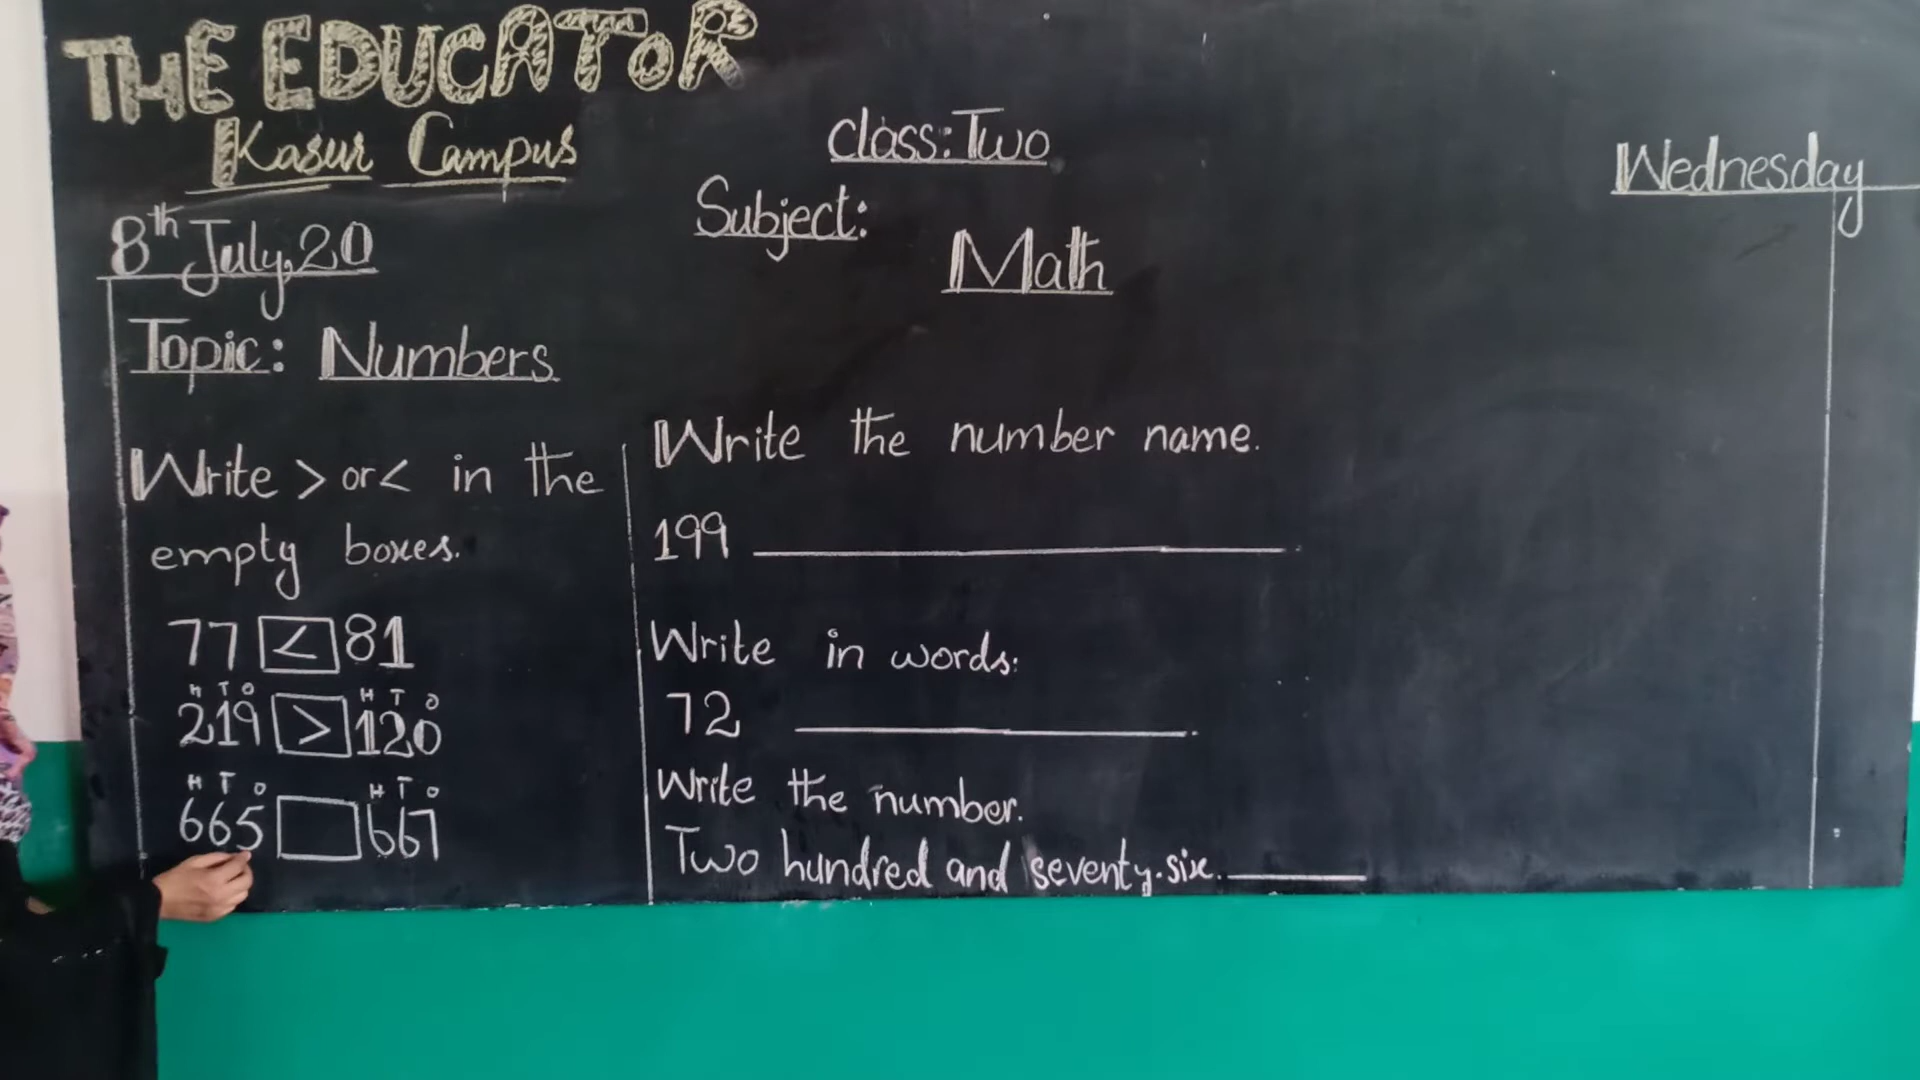 THE EDUCATOR
Kasur Campus
class: Two
Wednesday
Subject:
Math
8th July, 20
Topic: Numbers
Write > or < in the
empty boxes.
77 < 81
H T O H T O
219 > 120
H T O H T O
665 667
Write the number name.
199
Write in words:
72
Write the number.
Two hundred and seventy-six.